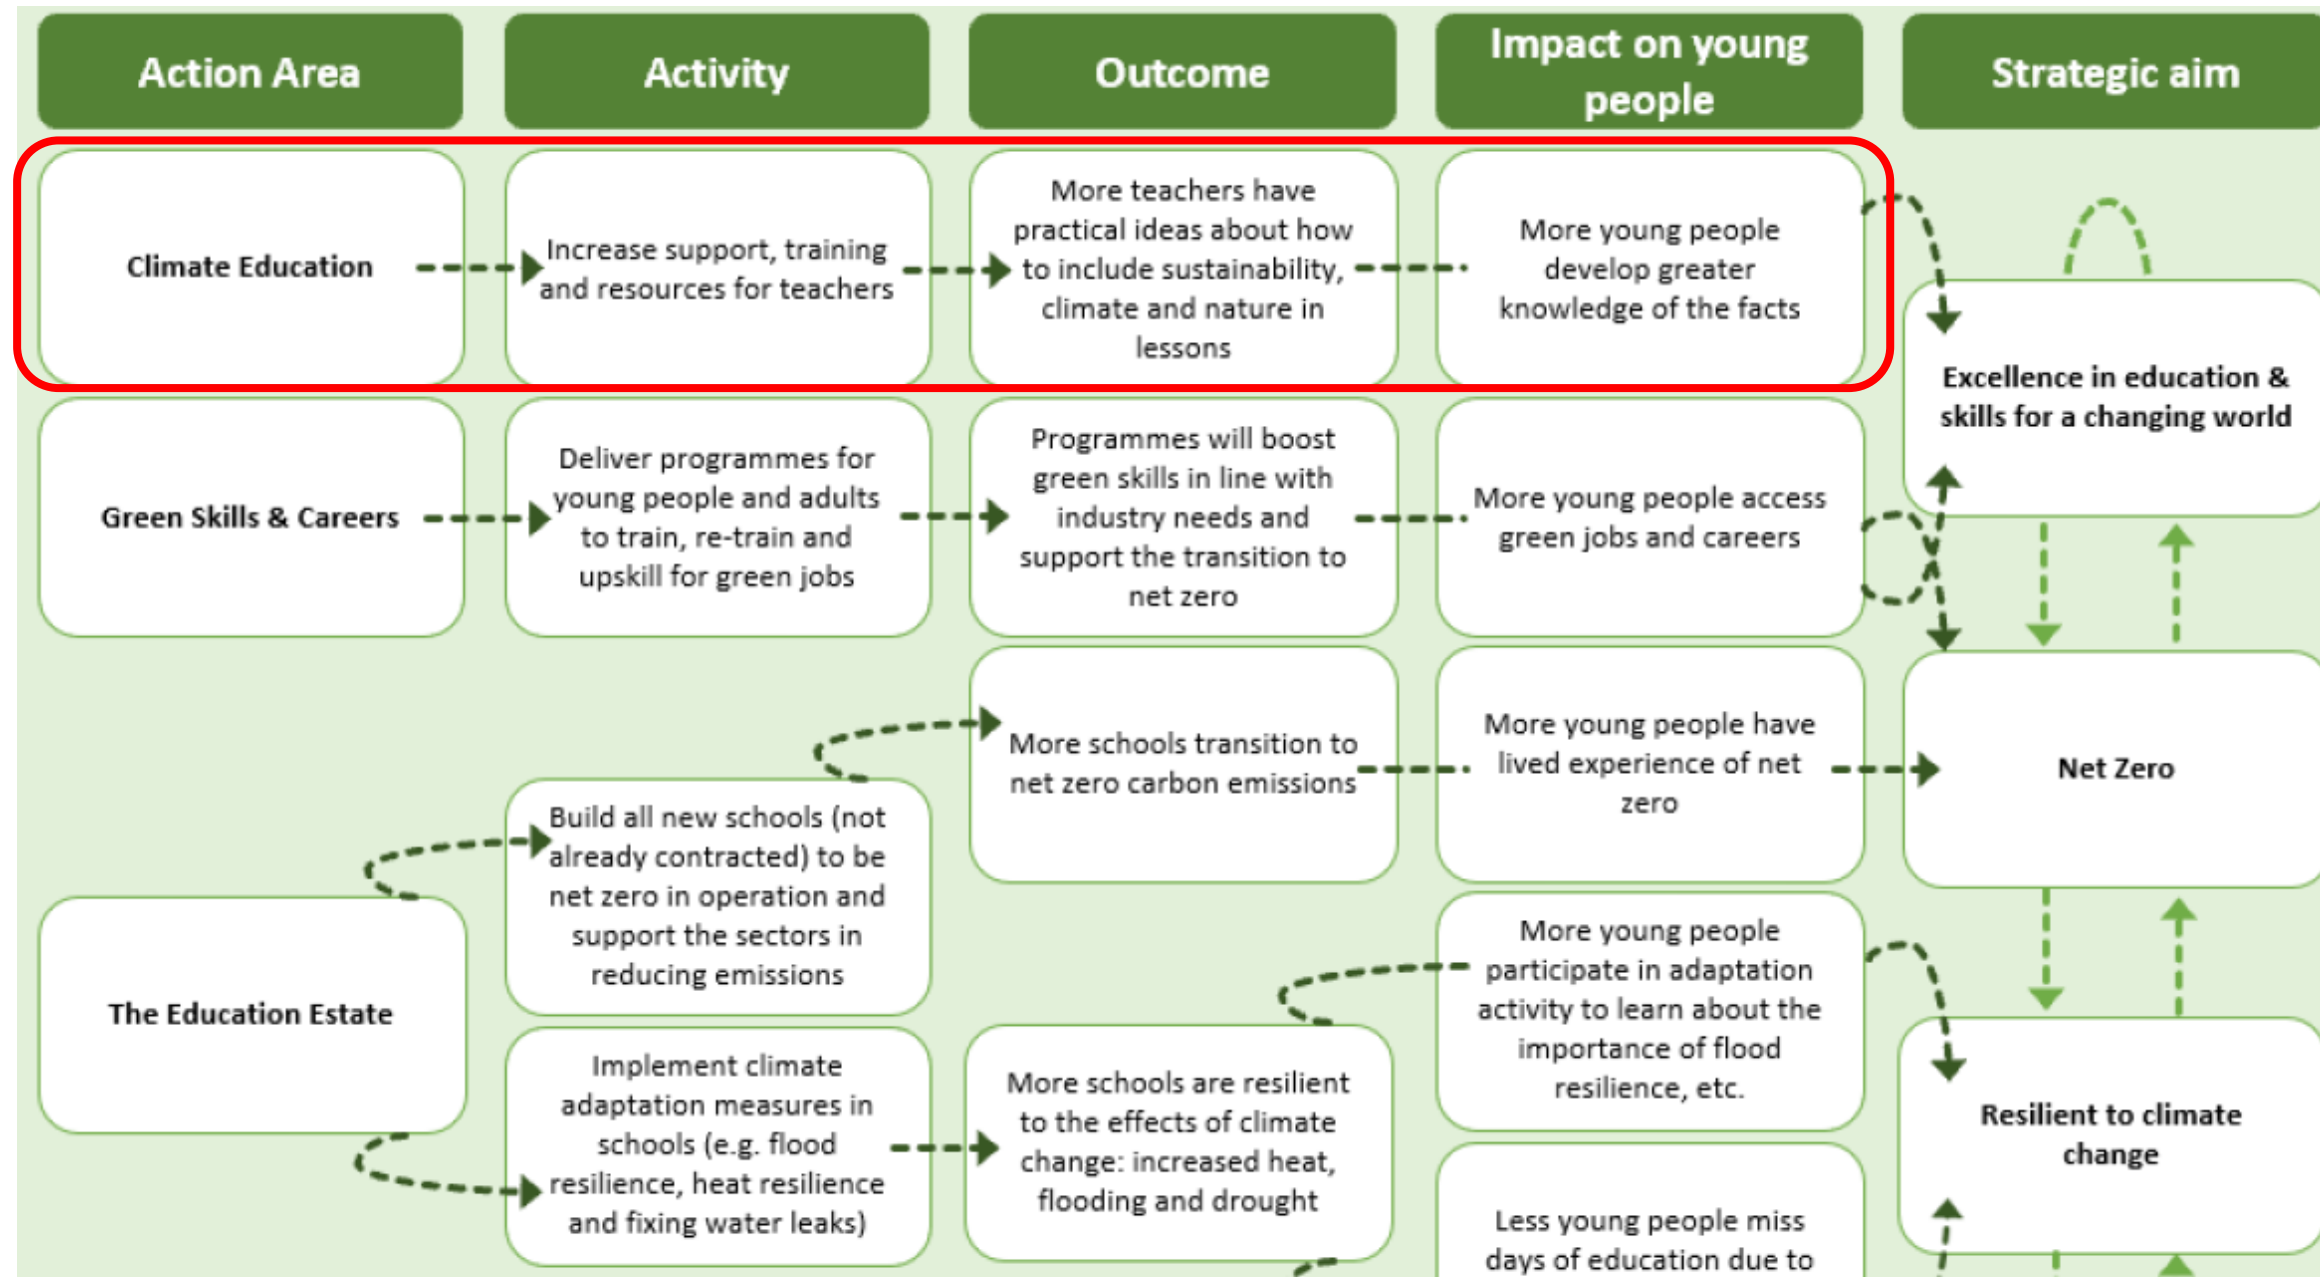 Action Area
Activity
Outcome
Impact on young
people
Strategic aim
Climate Education
Increase support, training
and resources for teachers
More teachers have
practical ideas about how
to include sustainability,
climate and nature in
lessons
More young people
develop greater
knowledge of the facts
Excellence in education &
skills for a changing world
Green Skills & Careers
Deliver programmes for
young people and adults
to train, re-train and
upskill for green jobs
Programmes will boost
green skills in line with
industry needs and
support the transition to
net zero
More young people access
green jobs and careers
More schools transition to
net zero carbon emissions
More young people have
lived experience of net
zero
Net Zero
The Education Estate
Build all new schools (not
already contracted) to be
net zero in operation and
support the sectors in
reducing emissions
More young people
participate in adaptation
activity to learn about the
importance of flood
resilience, etc.
Implement climate
adaptation measures in
schools (e.g. flood
resilience, heat resilience
and fixing water leaks)
More schools are resilient
to the effects of climate
change: increased heat,
flooding and drought
Resilient to climate
change
Less young people miss
days of education due to